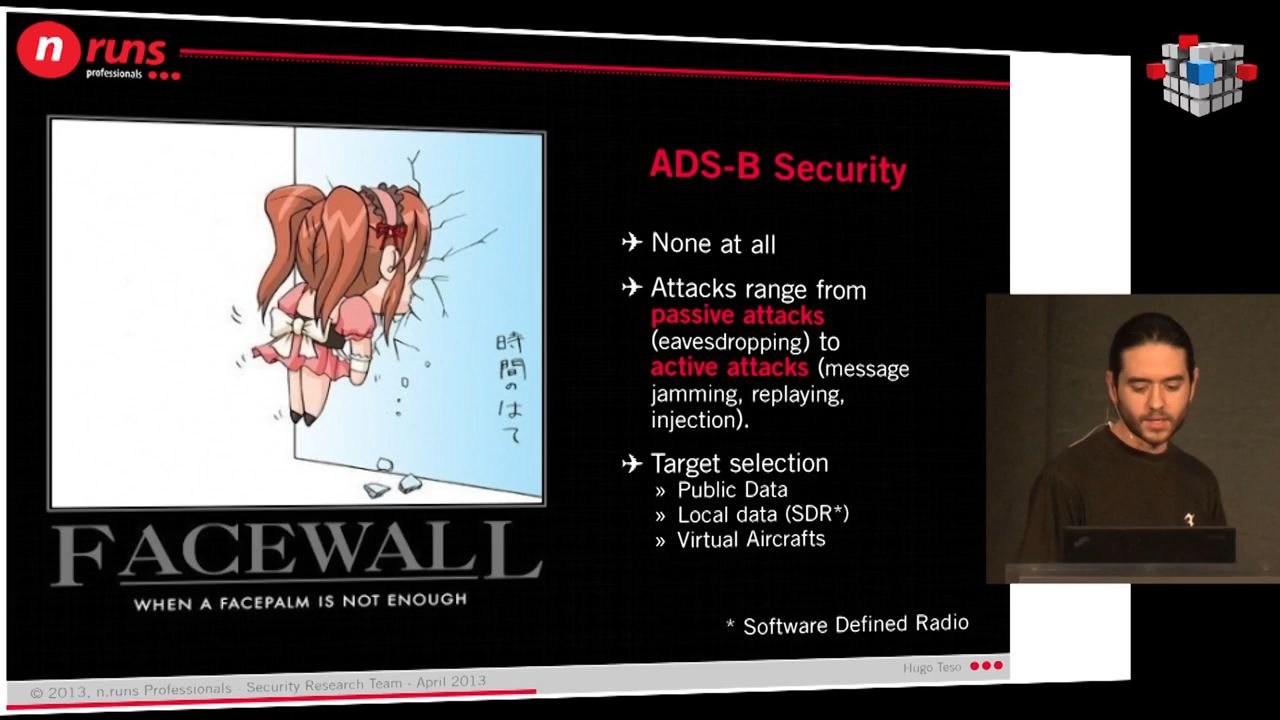 n runs
professionals
時間のはて
FACEWALL
WHEN A FACEPALM IS NOT ENOUGH
ADS-B Security
None at all
Attacks range from
passive attacks
(eavesdropping) to
active attacks (message
jamming, replaying,
injection).
Target selection
» Public Data
» Local data (SDR*)
» Virtual Aircrafts
* Software Defined Radio
© 2013, n.runs Professionals - Security Research Team - April 2013
Hugo Teso